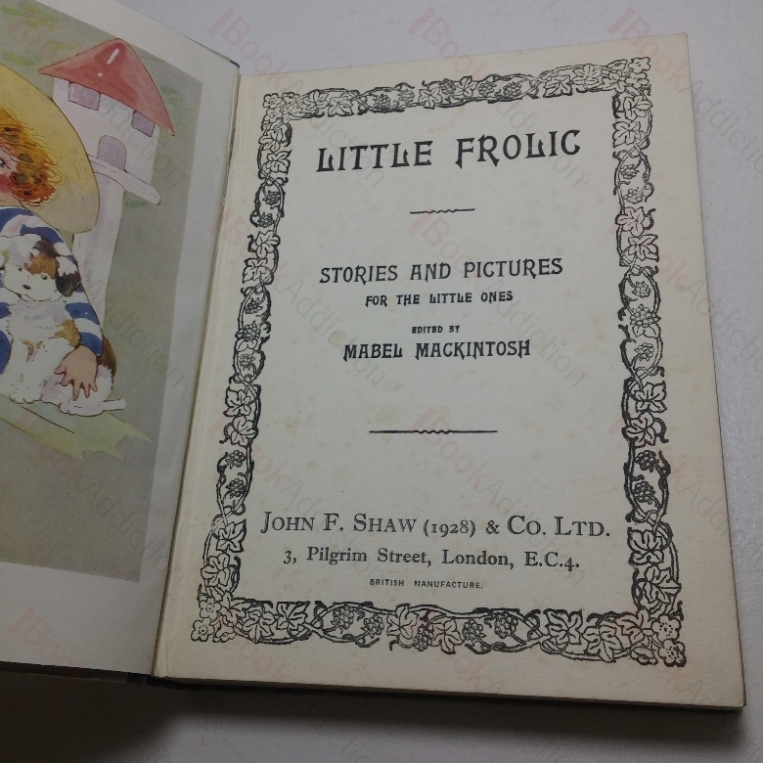 LITTLE FROLIC
STORIES AND PICTURES
FOR THE LITTLE ONES
EDITED BY
MABEL MACKINTOSH
JOHN F. SHAW (1928) & CO. LTD.
3, Pilgrim Street, London, E.C.4.
BRITISH MANUFACTURE.
BookAddiction